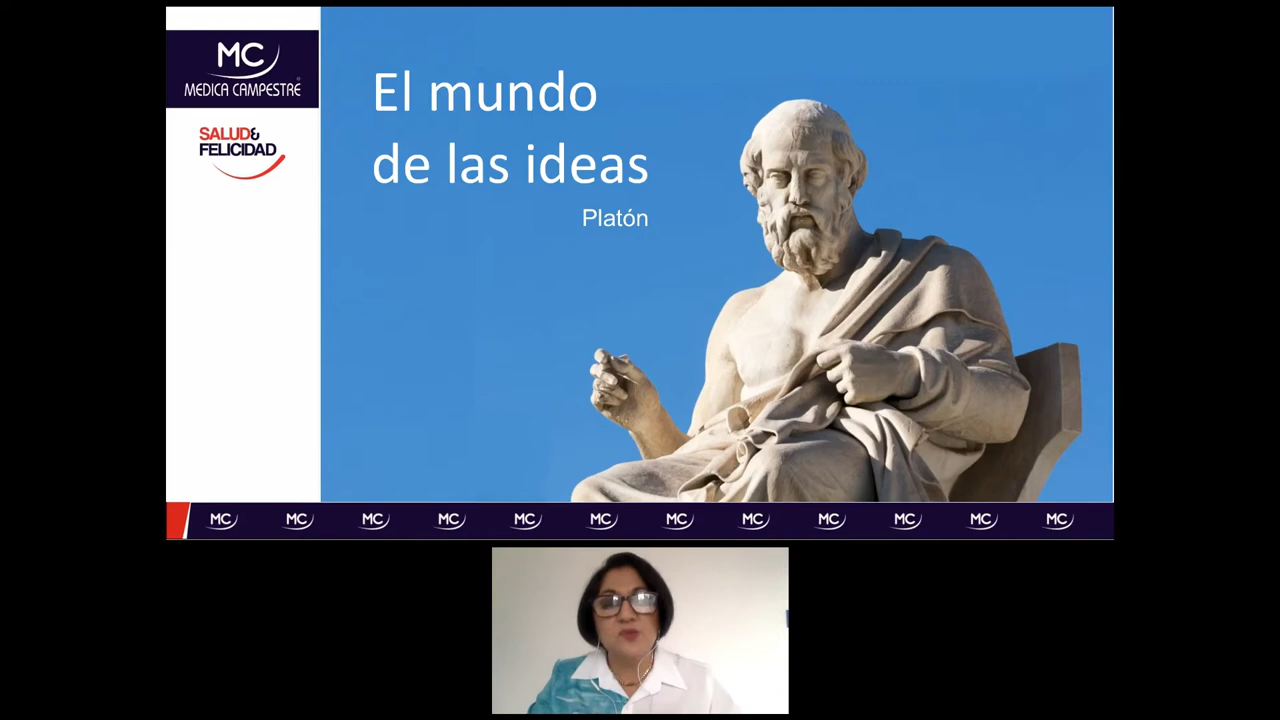 MC
MEDICA CAMPESTRE
SALUD&
FELICIDAD
El mundo
de las ideas
Platón
MC MC MC MC MC MC MC MC MC MC MC MC